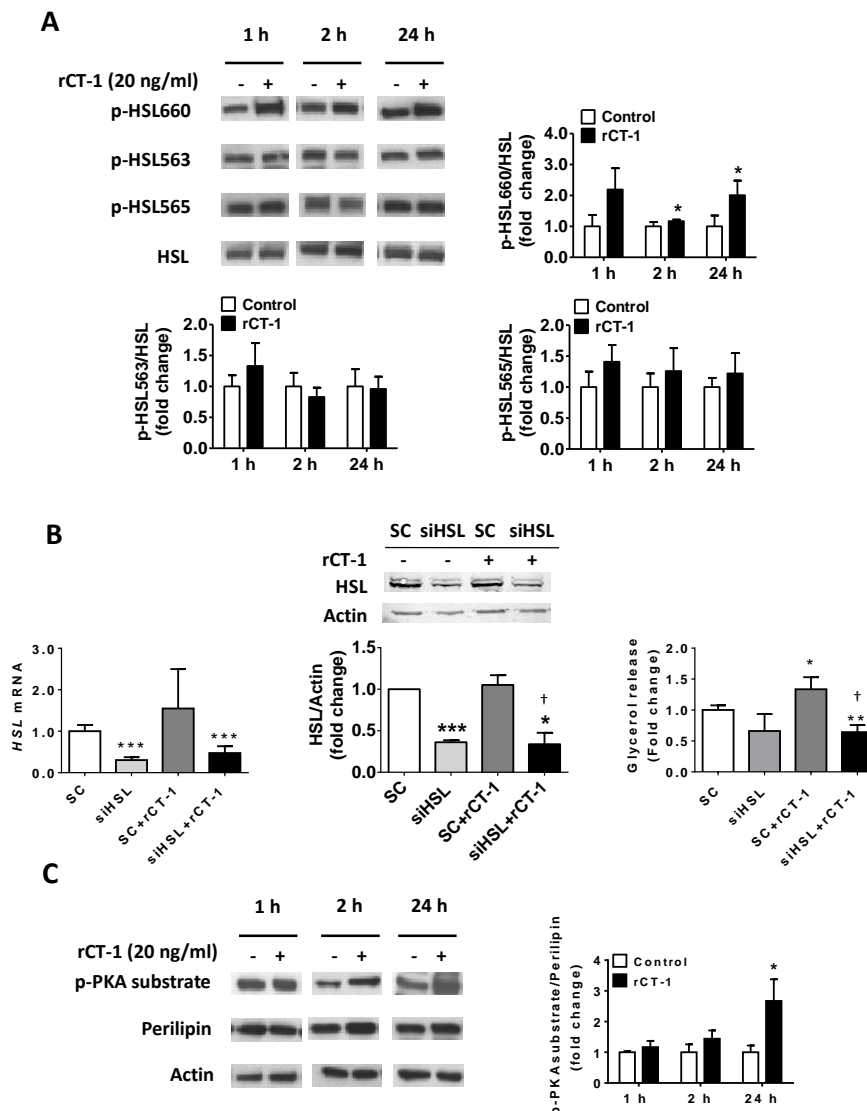 A
1 h 2 h 24 h
rCT-1 (20 ng/ml) - + - + - +
p-HSL660
p-HSL563
p-HSL565
HSL
p-HSL660/HSL
(fold change)
Control
rCT-1
4.0
3.0
2.0
1.0
0.0
* *
1 h 2 h 24 h
p-HSL563/HSL
(fold change)
Control
rCT-1
2.0
1.5
1.0
0.5
0.0
1 h 2 h 24 h
p-HSL565/HSL
(fold change)
Control
rCT-1
2.0
1.5
1.0
0.5
0.0
1 h 2 h 24 h
B
SC siHSL SC siHSL
rCT-1 - - + +
HSL
Actin
HSL mRNA
3.0
2.0
1.0
0.0
*** ***
SC siHSL SC+rCT-1 siHSL+rCT-1
HSL/Actin
(fold change)
1.5
1.0
0.5
0.0
†
*** *
SC siHSL SC+rCT-1 siHSL+rCT-1
Glycerol release
(Fold change)
2.0
1.5
1.0
0.5
0.0
* †
**
SC siHSL SC+rCT-1 siHSL+rCT-1
C
1 h 2 h 24 h
rCT-1 (20 ng/ml) - + - + - +
p-PKA substrate
Perilipin
Actin
p-PKA substrate/Perilipin
(fold change)
Control
rCT-1
4
3
2
1
0
*
1 h 2 h 24 h